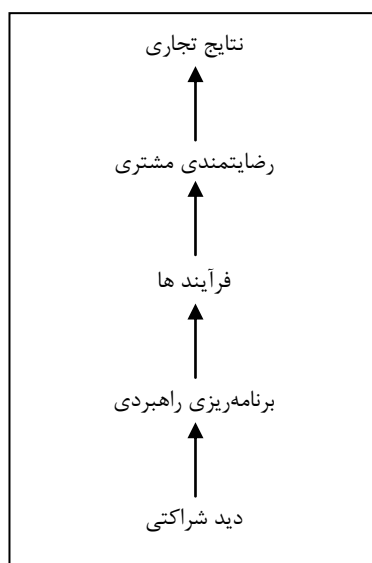 نتایج تجاری
رضایتمندی مشتری
فرآیند ها
برنامه‌ریزی راهبردی
دید شراکتی